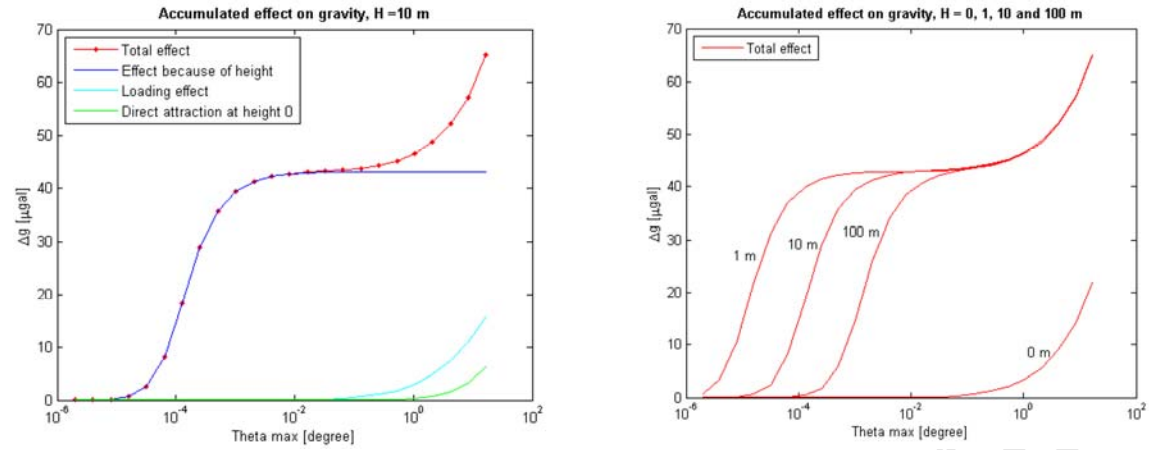 Accumulated effect on gravity, H =10 m
Total effect
Effect because of height
Loading effect
Direct attraction at height 0
Δg [μgal]
70
60
50
40
30
20
10
0
10^-6
10^-4
10^-2
10^0
10^2
Theta max [degree]
Accumulated effect on gravity, H = 0, 1, 10 and 100 m
Total effect
Δg [μgal]
70
60
50
40
30
20
10
0
1 m
10 m
100 m
0 m
10^-6
10^-4
10^-2
10^0
10^2
Theta max [degree]